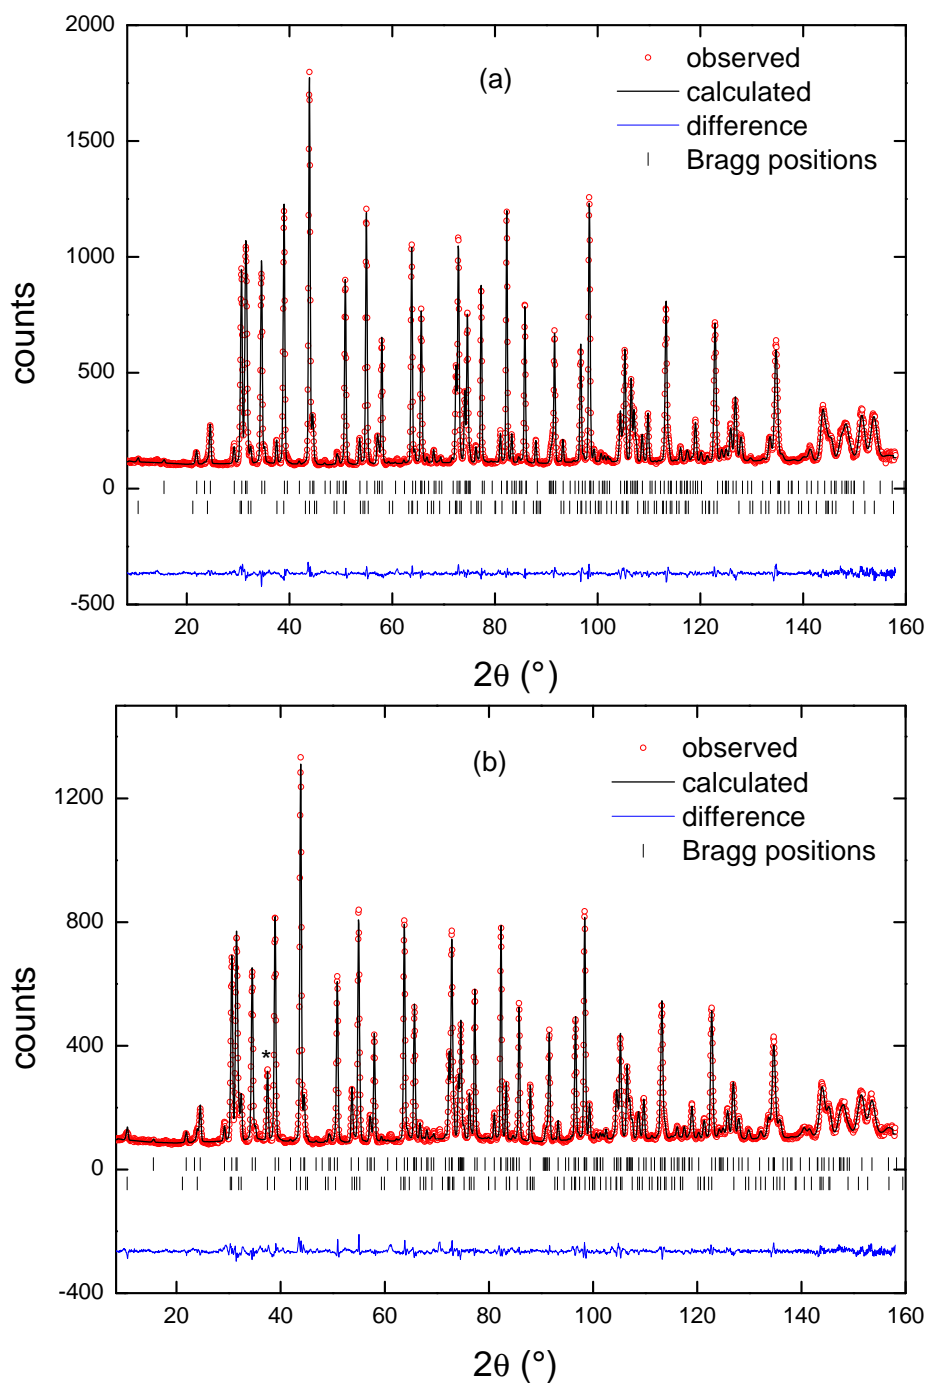 2000
(a)
observed
calculated
difference
Bragg positions
1500
1000
500
0
-500
counts
20 40 60 80 100 120 140 160
2θ (°)
(b)
observed
calculated
difference
Bragg positions
1200
800
400
*
0
-400
counts
20 40 60 80 100 120 140 160
2θ (°)